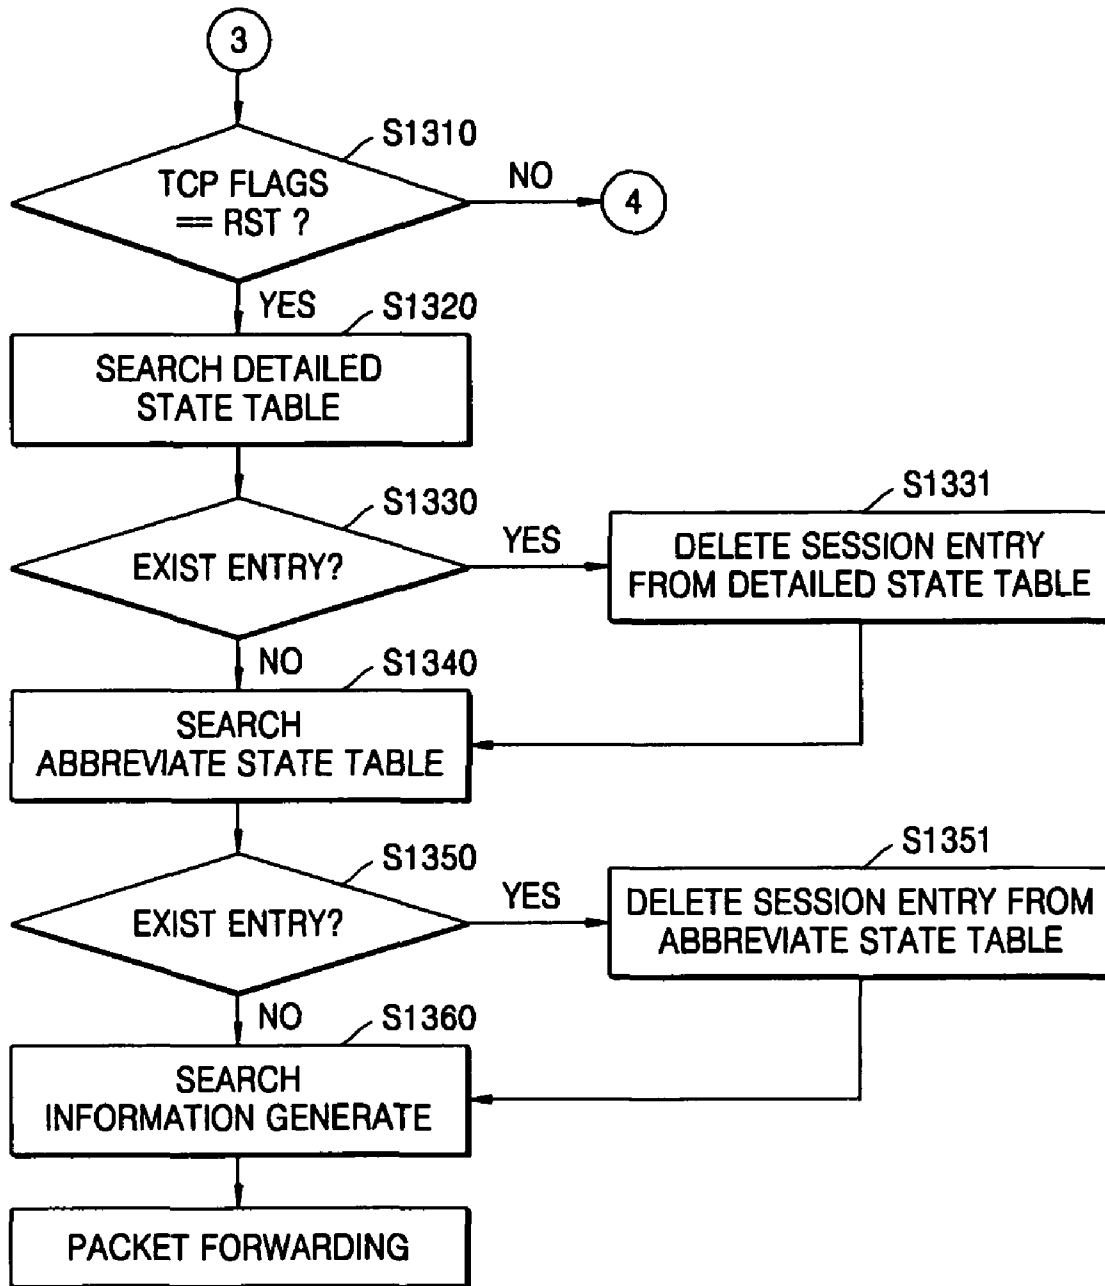 3
S1310
TCP FLAGS
== RST ?
NO
4
YES
S1320
SEARCH DETAILED
STATE TABLE
S1330
EXIST ENTRY?
YES
S1331
DELETE SESSION ENTRY
FROM DETAILED STATE TABLE
NO
S1340
SEARCH
ABBREVIATE STATE TABLE
S1350
EXIST ENTRY?
YES
S1351
DELETE SESSION ENTRY FROM
ABBREVIATE STATE TABLE
NO
S1360
SEARCH
INFORMATION GENERATE
PACKET FORWARDING